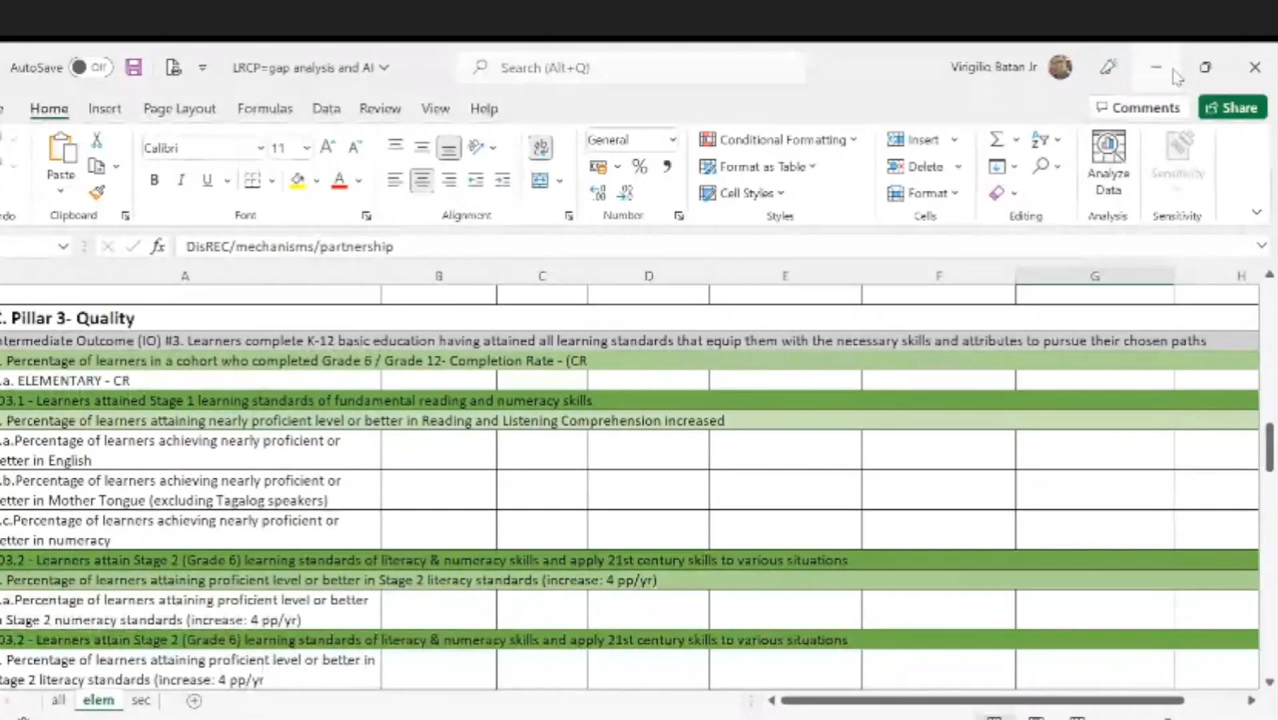 AutoSave Off LRCP=gap analysis and AI Search (Alt+Q) Virigilio Batan Jr
Home Insert Page Layout Formulas Data Review View Help Comments Share
Paste Calibri 11 General Conditional Formatting Insert
B I U Format as Table Delete
Cell Styles Format
Analyze Data Sensitivity
do Clipboard Font Alignment Number Styles Cells Editing Analysis Sensitivity
fx DisREC/mechanisms/partnership
A B C D E F G H
C. Pillar 3- Quality
ntermediate Outcome (IO) #3. Learners complete K-12 basic education having attained all learning standards that equip them with the necessary skills and attributes to pursue their chosen paths
. Percentage of learners in a cohort who completed Grade 6 / Grade 12- Completion Rate - (CR
.a. ELEMENTARY - CR
O3.1 - Learners attained Stage 1 learning standards of fundamental reading and numeracy skills
. Percentage of learners attaining nearly proficient level or better in Reading and Listening Comprehension increased
.a.Percentage of learners achieving nearly proficient or
etter in English
.b.Percentage of learners achieving nearly proficient or
etter in Mother Tongue (excluding Tagalog speakers)
.c.Percentage of learners achieving nearly proficient or
etter in numeracy
O3.2 - Learners attain Stage 2 (Grade 6) learning standards of literacy & numeracy skills and apply 21st century skills to various situations
. Percentage of learners attaining proficient level or better in Stage 2 literacy standards (increase: 4 pp/yr)
.a.Percentage of learners attaining proficient level or better
n Stage 2 numeracy standards (increase: 4 pp/yr)
O3.2 - Learners attain Stage 2 (Grade 6) learning standards of literacy & numeracy skills and apply 21st century skills to various situations
. Percentage of learners attaining proficient level or better in
tage 2 literacy standards (increase: 4 pp/yr
all elem sec